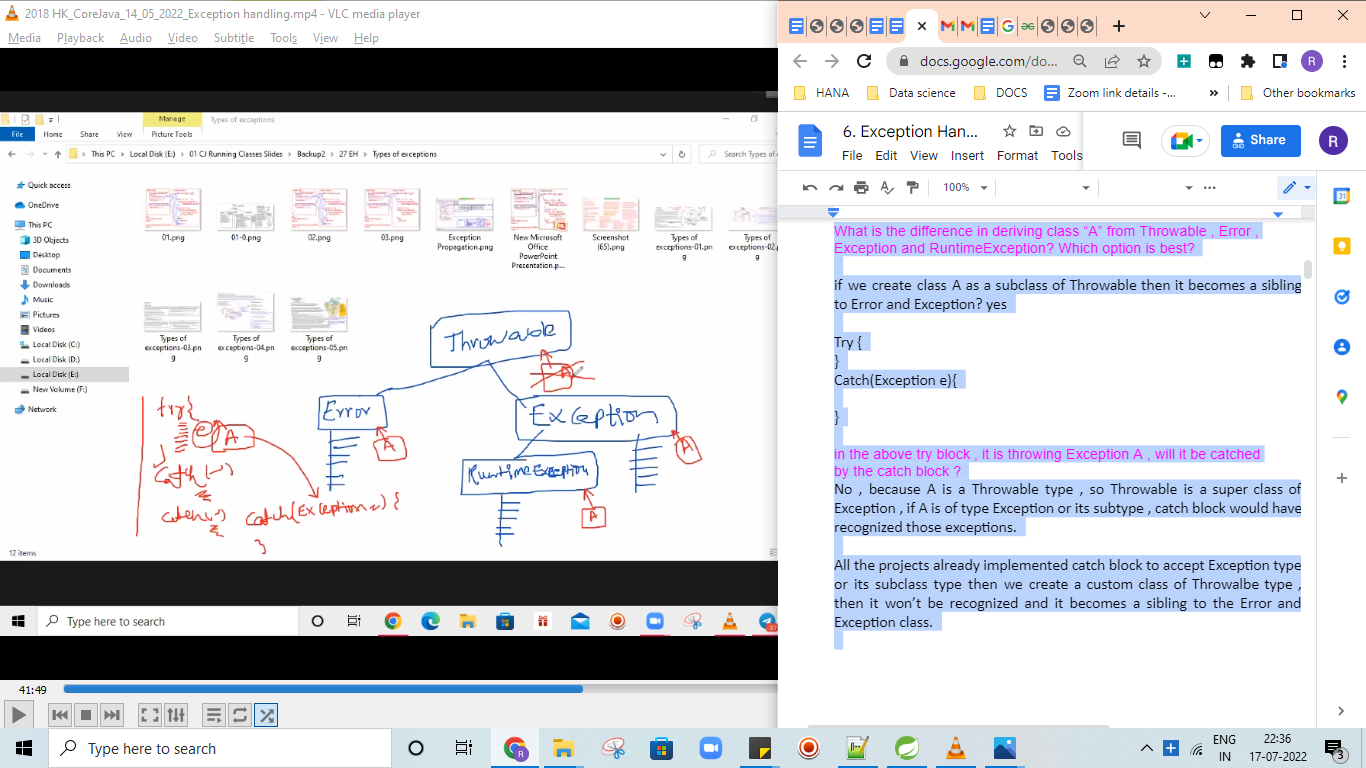 2018 HK_CoreJava_14_05_2022_Exception handling.mp4 - VLC media player
Media Playback Audio Video Subtitle Tools View Help
Manage
Types of exceptions
File Home Share View Picture Tools
This PC Local Disk (E:) 01 CJ Running Classes Slides Backup2 27 EH Types of exceptions
Search Types of
Quick access
OneDrive
This PC
3D Objects
Desktop
Documents
Downloads
Music
Pictures
Videos
Local Disk (C:)
Local Disk (D:)
Local Disk (E:)
New Volume (F:)
Network
01.png
01-0.png
02.png
03.png
Exception
Propagation.png
New Microsoft
Office
PowerPoint
Presentation.p...
Screenshot
(65).png
Types of
exceptions-01.pn
g
Types of
exceptions-02.pn
g
Types of
exceptions-03.pn
g
Types of
exceptions-04.pn
g
Types of
exceptions-05.pn
g
Throwable
A
Error
Exception
A
A
RuntimeException
A
try{
e A
catch (
catch( catch(Exception e) {
}
12 items
Type here to search
41:49
docs.google.com/do...
R
HANA Data science DOCS Zoom link details -... » Other bookmarks
6. Exception Han...
File Edit View Insert Format Tools
Share
R
100%
What is the difference in deriving class “A” from Throwable , Error ,
Exception and RuntimeException? Which option is best?
if we create class A as a subclass of Throwable then it becomes a sibling
to Error and Exception? yes
Try {
}
Catch(Exception e){
}
in the above try block , it is throwing Exception A , will it be catched
by the catch block ?
No , because A is a Throwable type , so Throwable is a super class of
Exception , if A is of type Exception or its subtype , catch block would have
recognized those exceptions.
All the projects already implemented catch block to accept Exception type
or its subclass type then we create a custom class of Throwalbe type ,
then it won’t be recognized and it becomes a sibling to the Error and
Exception class.
Type here to search
ENG
IN
22:36
17-07-2022
3